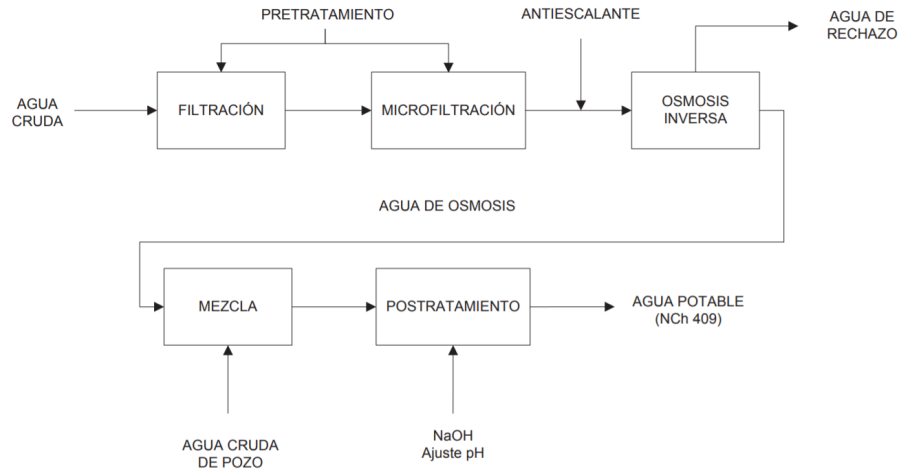 PRETRATAMIENTO
ANTIESCALANTE
AGUA DE
RECHAZO
AGUA
CRUDA
FILTRACIÓN
MICROFILTRACIÓN
OSMOSIS
INVERSA
AGUA DE OSMOSIS
MEZCLA
POSTRATAMIENTO
AGUA POTABLE
(NCh 409)
AGUA CRUDA
DE POZO
NaOH
Ajuste pH